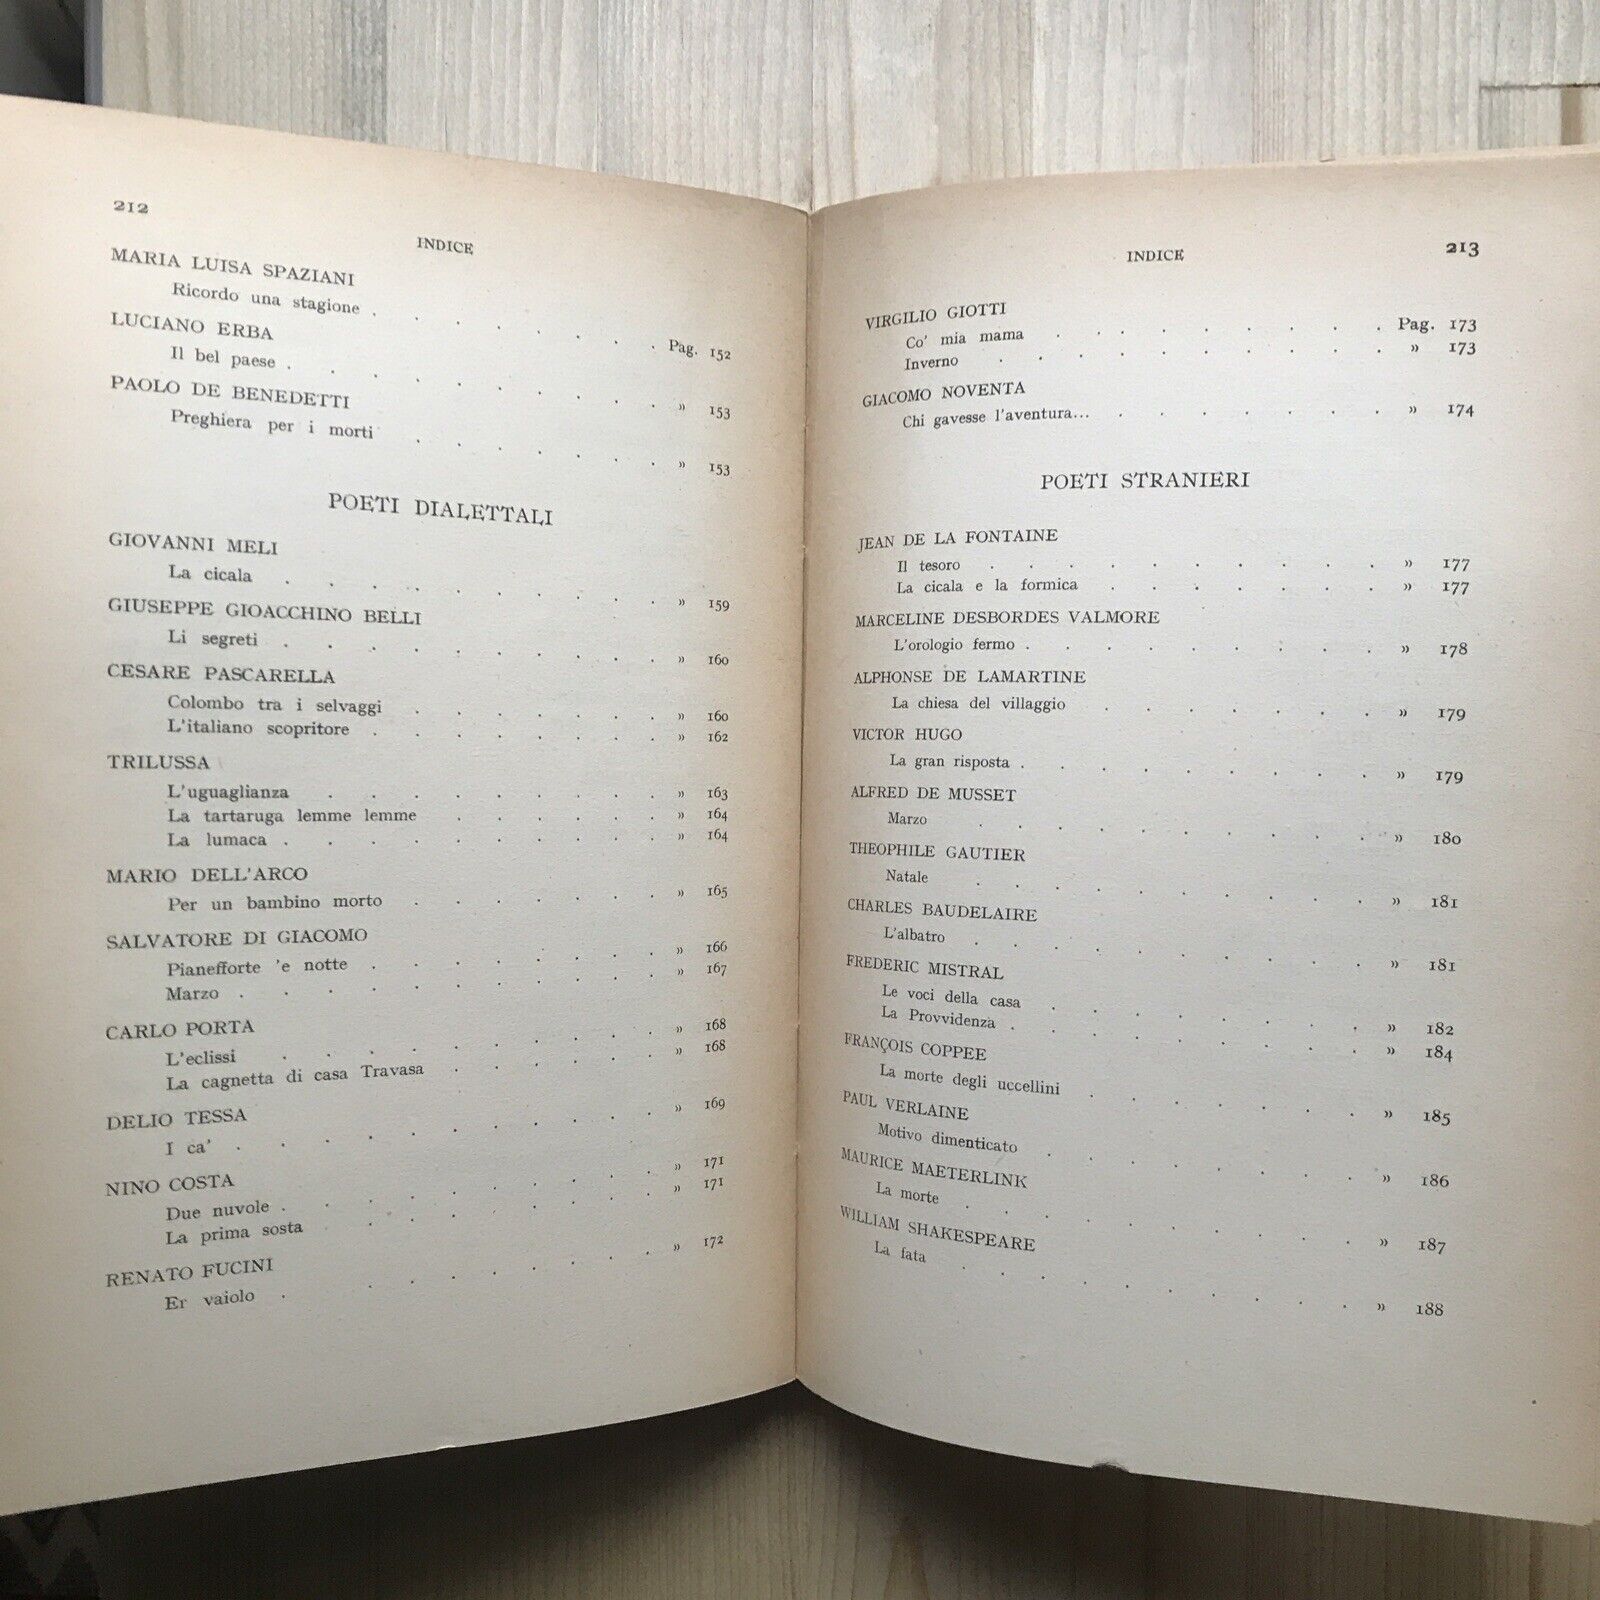 212
INDICE
MARIA LUISA SPAZIANI
Ricordo una stagione . . . . . . . . Pag. 152
LUCIANO ERBA
Il bel paese . . . . . . . . . . » 153
PAOLO DE BENEDETTI
Preghiera per i morti . . . . . . . » 153
POETI DIALETTALI
GIOVANNI MELI
La cicala . . . . . . . . . . » 159
GIUSEPPE GIOACCHINO BELLI
Li segreti . . . . . . . . . . » 160
CESARE PASCARELLA
Colombo tra i selvaggi . . . . . . . » 160
L'italiano scopritore . . . . . . . . » 162
TRILUSSA
L'uguaglianza . . . . . . . . . » 163
La tartaruga lemme lemme . . . . . . » 164
La lumaca . . . . . . . . . . » 164
MARIO DELL'ARCO
Per un bambino morto . . . . . . . » 165
SALVATORE DI GIACOMO
Pianefforte 'e notte . . . . . . . . » 166
Marzo . . . . . . . . . . . » 167
CARLO PORTA
L'eclissi . . . . . . . . . . » 168
La cagnetta di casa Travasa . . . . . . » 168
DELIO TESSA
I ca' . . . . . . . . . . . » 169
NINO COSTA
Due nuvole . . . . . . . . . . » 171
La prima sosta . . . . . . . . . » 171
RENATO FUCINI
Er vaiolo . . . . . . . . . . » 172
INDICE
213
VIRGILIO GIOTTI
Co' mia mama . . . . . . . . . Pag. 173
Inverno . . . . . . . . . . » 173
GIACOMO NOVENTA
Chi gavesse l'aventura... . . . . . . . » 174
POETI STRANIERI
JEAN DE LA FONTAINE
Il tesoro . . . . . . . . . . » 177
La cicala e la formica . . . . . . . » 177
MARCELINE DESBORDES VALMORE
L'orologio fermo . . . . . . . . . » 178
ALPHONSE DE LAMARTINE
La chiesa del villaggio . . . . . . . » 179
VICTOR HUGO
La gran risposta . . . . . . . . . » 179
ALFRED DE MUSSET
Marzo . . . . . . . . . . . » 180
THEOPHILE GAUTIER
Natale . . . . . . . . . . . » 181
CHARLES BAUDELAIRE
L'albatro . . . . . . . . . . » 181
FREDERIC MISTRAL
Le voci della casa . . . . . . . . » 182
La Provvidenza . . . . . . . . . » 184
FRANÇOIS COPPEE
La morte degli uccellini . . . . . . . » 185
PAUL VERLAINE
Motivo dimenticato . . . . . . . . » 186
MAURICE MAETERLINK
La morte . . . . . . . . . . » 187
WILLIAM SHAKESPEARE
La fata . . . . . . . . . . » 188